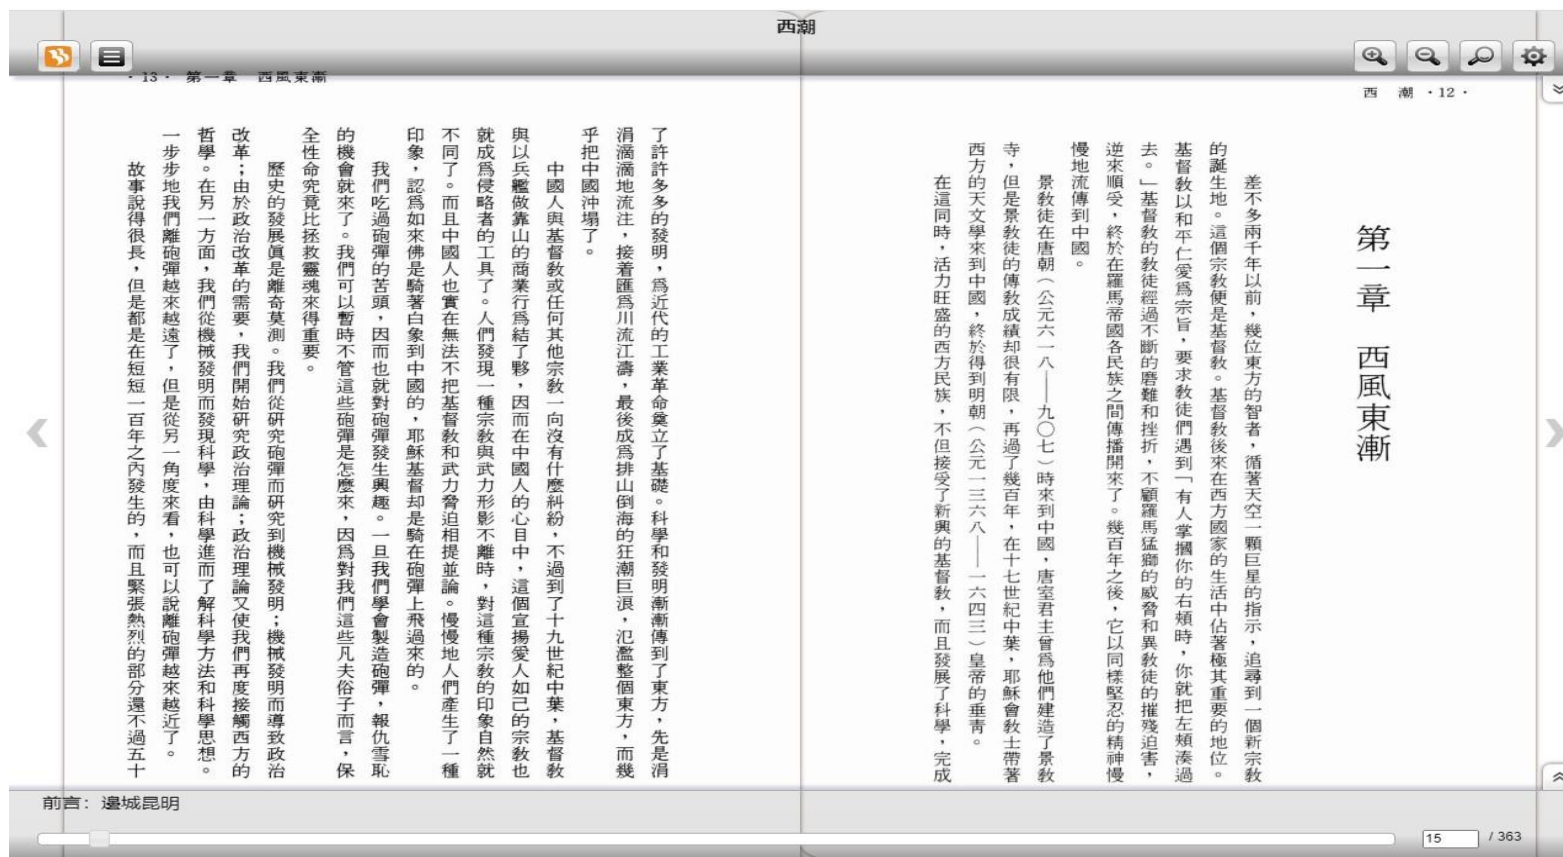 西潮
西　潮 ·12·
第一章　西風東漸
差不多兩千年以前，幾位東方的智者，循著天空一顆巨星的指示，追尋到一個新宗教
的誕生地。這個宗教便是基督教。基督教後來在西方國家的生活中佔著極其重要的地位。
基督教以和平仁愛爲宗旨，要求教徒們遇到「有人掌摑你的右頰時，你就把左頰湊過
去。」基督教的教徒經過不斷的磨難和挫折，不顧羅馬猛獅的威脅和異教徒的摧殘迫害，
逆來順受，終於在羅馬帝國各民族之間傳播開來了。幾百年之後，它以同樣堅忍的精神慢
慢地流傳到中國。
景教徒在唐朝（公元六一八——九〇七）時來到中國，唐室君主曾爲他們建造了景教
寺，但是景教徒的傳教成績却很有限，再過了幾百年，在十七世紀中葉，耶穌會教士帶著
西方的天文學來到中國，終於得到明朝（公元一三六八——一六四三）皇帝的垂靑。
在這同時，活力旺盛的西方民族，不但接受了新興的基督教，而且發展了科學，完成
·13· 第一章　西風東漸
了許許多多的發明，爲近代的工業革命奠立了基礎。科學和發明漸漸傳到了東方，先是涓
涓滴滴地流注，接着匯爲川流江濤，最後成爲排山倒海的狂潮巨浪，氾濫整個東方，而幾
乎把中國沖塌了。
中國人與基督教或任何其他宗教一向沒有什麼糾紛，不過到了十九世紀中葉，基督教
與以兵艦做靠山的商業行爲結了夥，因而在中國人的心目中，這個宣揚愛人如己的宗教也
就成爲侵略者的工具了。人們發現一種宗教與武力形影不離時，對這種宗教的印象自然就
不同了。而且中國人也實在無法不把基督教和武力脅迫相提並論。慢慢地人們產生了一種
印象，認爲如來佛是騎著白象到中國的，耶穌基督却是騎在砲彈上飛過來的。
我們吃過砲彈的苦頭，因而也就對砲彈發生興趣。一旦我們學會製造砲彈，報仇雪恥
的機會就來了。我們可以暫時不管這些砲彈是怎麼來，因爲對我們這些凡夫俗子而言，保
全性命究竟比拯救靈魂來得重要。
歷史的發展眞是離奇莫測。我們從研究砲彈而研究到機械發明；機械發明而導致政治
改革；由於政治改革的需要，我們開始研究政治理論；政治理論又使我們再度接觸西方的
哲學。在另一方面，我們從機械發明而發現科學，由科學進而了解科學方法和科學思想。
一步步地我們離砲彈越來越遠了，但是從另一角度來看，也可以說離砲彈越來越近了。
故事說得很長，但是都是在短短一百年之內發生的，而且緊張熱烈的部分還不過五十
前言：邊城昆明
15 / 363